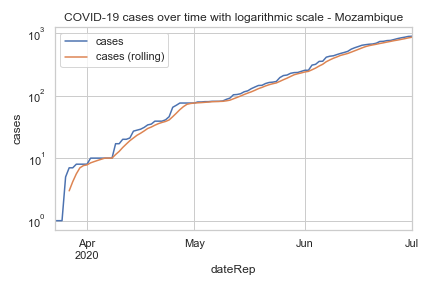 COVID-19 cases over time with logarithmic scale - Mozambique
cases
cases (rolling)
10³
10²
10¹
10⁰
cases
Apr
2020
May
Jun
Jul
dateRep